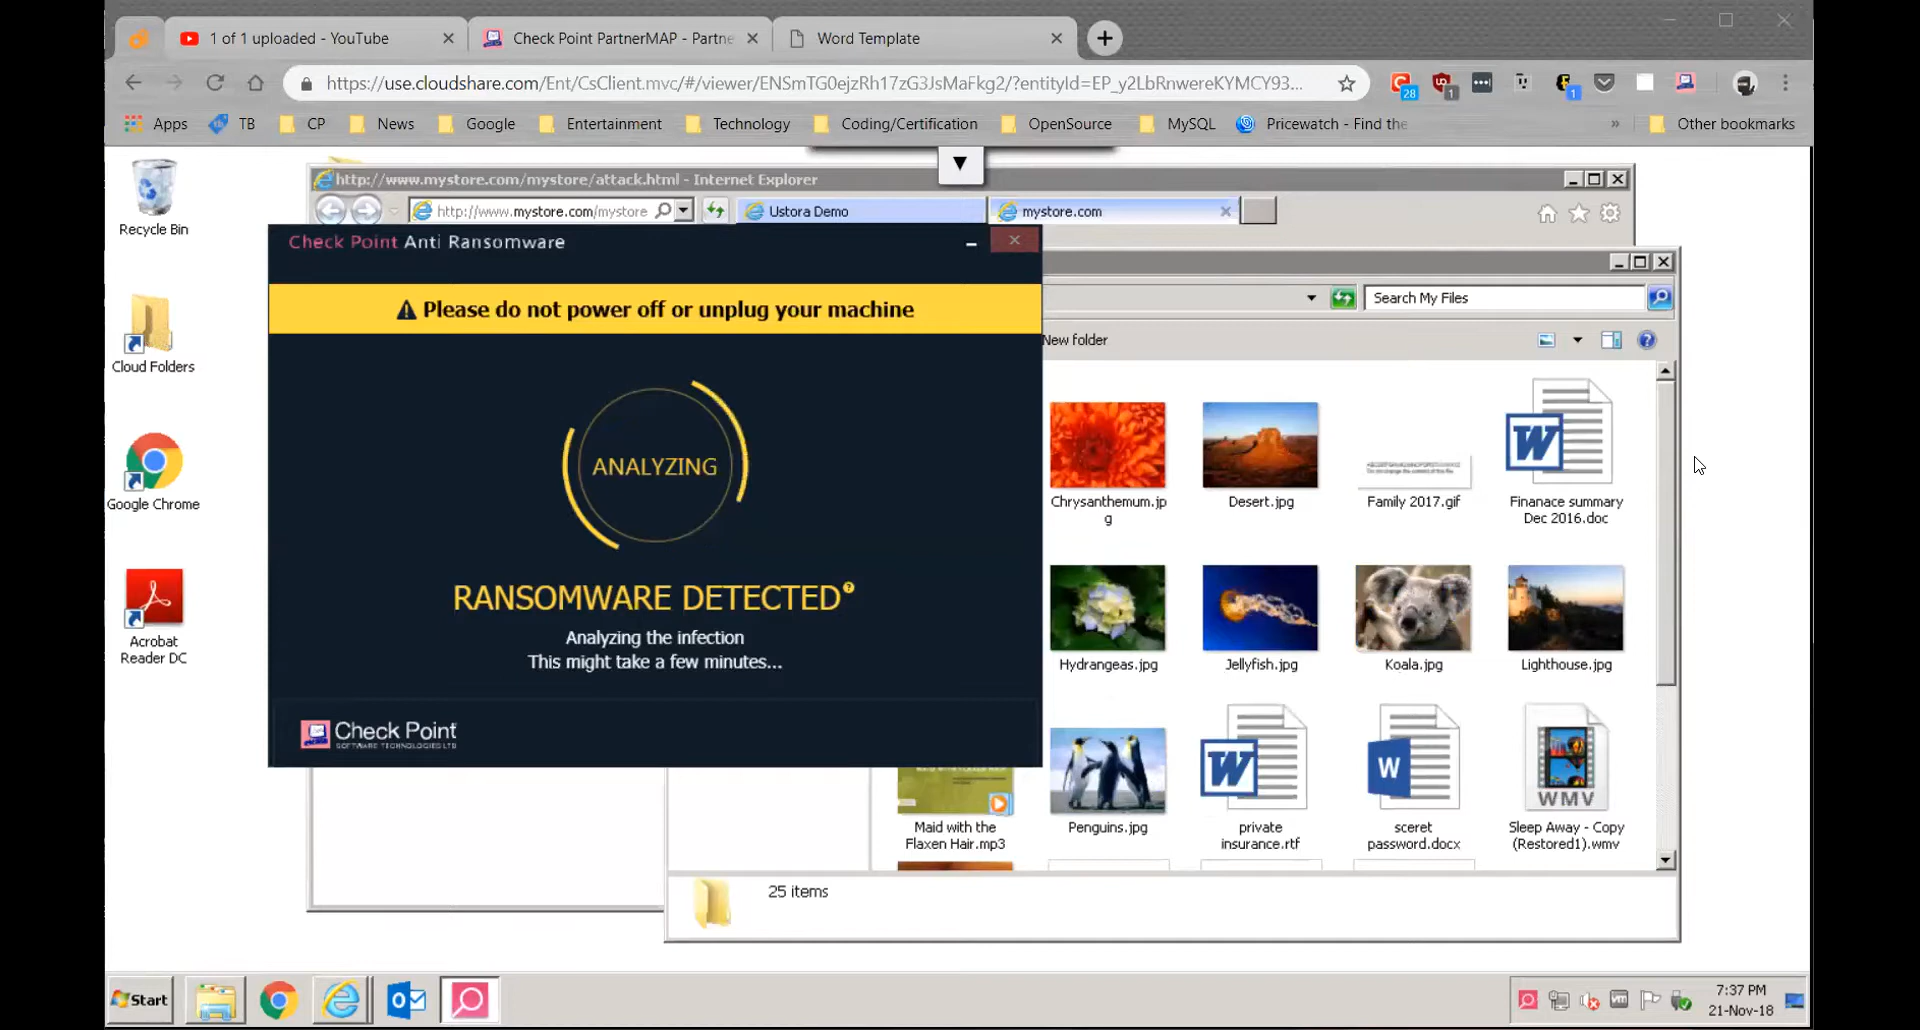 1 of 1 uploaded - YouTube
Check Point PartnerMAP - Partne
Word Template
https://use.cloudshare.com/Ent/CsClient.mvc/#/viewer/ENSmTG0ejzRh17zG3JsMaFkg2/?entityId=EP_y2LbRnwereKYMCY93...
28
1
1
Apps
TB
CP
News
Google
Entertainment
Technology
Coding/Certification
OpenSource
MySQL
Pricewatch - Find the
»
Other bookmarks
Recycle Bin
Cloud Folders
Google Chrome
Acrobat
Reader DC
http://www.mystore.com/mystore/attack.html - Internet Explorer
http://www.mystore.com/mystore
Ustora Demo
mystore.com
Check Point Anti Ransomware
Please do not power off or unplug your machine
ANALYZING
RANSOMWARE DETECTED
Analyzing the infection
This might take a few minutes...
Check Point
SOFTWARE TECHNOLOGIES LTD
Search My Files
New folder
Chrysanthemum.jp
g
Desert.jpg
Family 2017.gif
Finanace summary
Dec 2016.doc
Hydrangeas.jpg
Jellyfish.jpg
Koala.jpg
Lighthouse.jpg
Maid with the
Flaxen Hair.mp3
Penguins.jpg
private
insurance.rtf
sceret
password.docx
WMV
Sleep Away - Copy
(Restored1).wmv
25 items
Start
7:37 PM
21-Nov-18